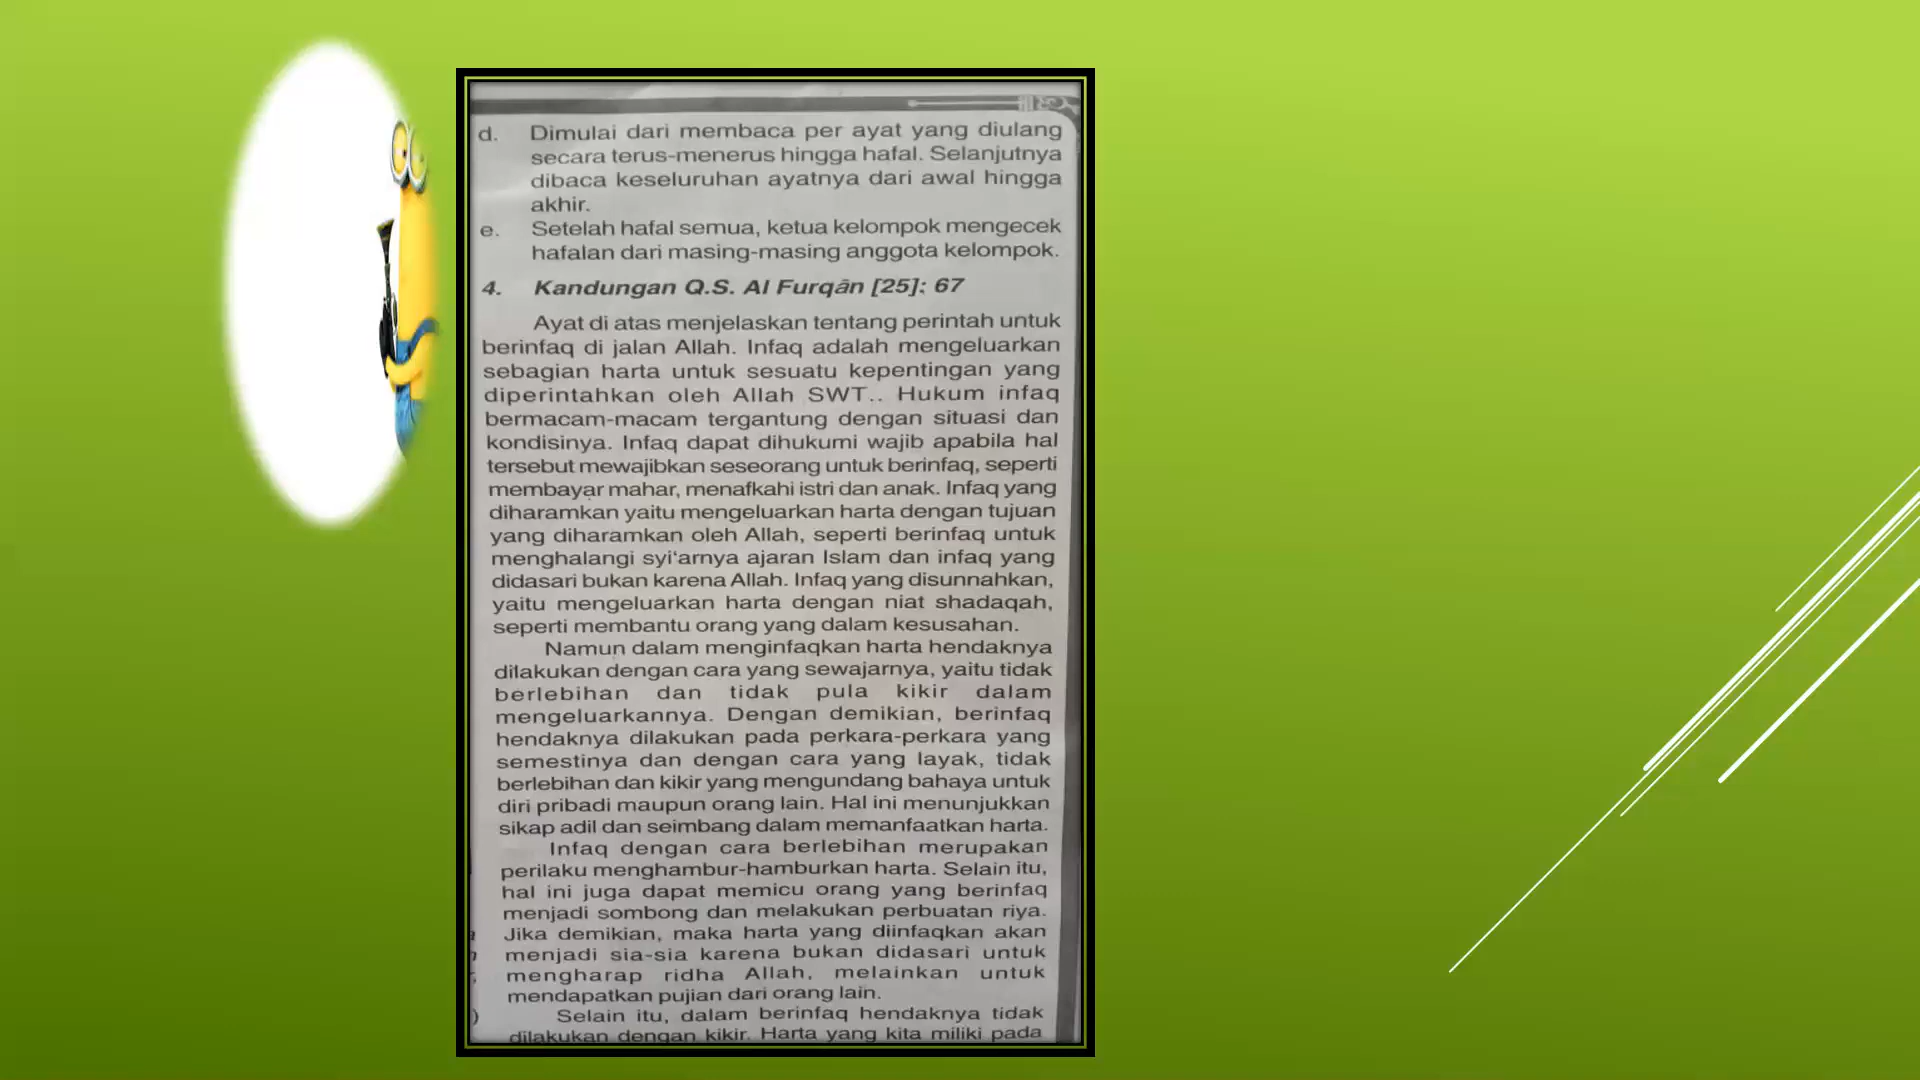 d. Dimulai dari membaca per ayat yang diulang
secara terus-menerus hingga hafal. Selanjutnya
dibaca keseluruhan ayatnya dari awal hingga
akhir.
e. Setelah hafal semua, ketua kelompok mengecek
hafalan dari masing-masing anggota kelompok.
4. Kandungan Q.S. Al Furqān [25]: 67
Ayat di atas menjelaskan tentang perintah untuk
berinfaq di jalan Allah. Infaq adalah mengeluarkan
sebagian harta untuk sesuatu kepentingan yang
diperintahkan oleh Allah SWT.. Hukum infaq
bermacam-macam tergantung dengan situasi dan
kondisinya. Infaq dapat dihukumi wajib apabila hal
tersebut mewajibkan seseorang untuk berinfaq, seperti
membayar mahar, menafkahi istri dan anak. Infaq yang
diharamkan yaitu mengeluarkan harta dengan tujuan
yang diharamkan oleh Allah, seperti berinfaq untuk
menghalangi syi‘arnya ajaran Islam dan infaq yang
didasari bukan karena Allah. Infaq yang disunnahkan,
yaitu mengeluarkan harta dengan niat shadaqah,
seperti membantu orang yang dalam kesusahan.
Namun dalam menginfaqkan harta hendaknya
dilakukan dengan cara yang sewajarnya, yaitu tidak
berlebihan dan tidak pula kikir dalam
mengeluarkannya. Dengan demikian, berinfaq
hendaknya dilakukan pada perkara-perkara yang
semestinya dan dengan cara yang layak, tidak
berlebihan dan kikir yang mengundang bahaya untuk
diri pribadi maupun orang lain. Hal ini menunjukkan
sikap adil dan seimbang dalam memanfaatkan harta.
Infaq dengan cara berlebihan merupakan
perilaku menghambur-hamburkan harta. Selain itu,
hal ini juga dapat memicu orang yang berinfaq
menjadi sombong dan melakukan perbuatan riya.
Jika demikian, maka harta yang diinfaqkan akan
menjadi sia-sia karena bukan didasari untuk
mengharap ridha Allah, melainkan untuk
mendapatkan pujian dari orang lain.
Selain itu, dalam berinfaq hendaknya tidak
dilakukan dengan kikir. Harta yang kita miliki pada